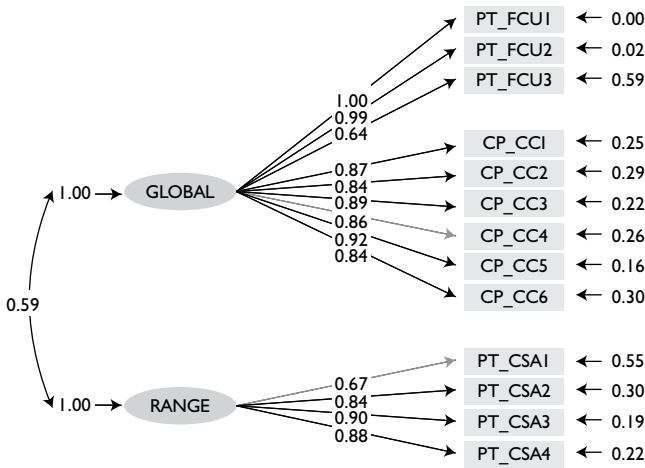 PT_FCU1 0.00
PT_FCU2 0.02
PT_FCU3 0.59
1.00
0.99
0.64
CP_CC1 0.25
CP_CC2 0.29
CP_CC3 0.22
CP_CC4 0.26
CP_CC5 0.16
CP_CC6 0.30
0.87
0.84
0.89
0.86
0.92
0.84
1.00 GLOBAL
0.59
1.00 RANGE
0.67
0.84
0.90
0.88
PT_CSA1 0.55
PT_CSA2 0.30
PT_CSA3 0.19
PT_CSA4 0.22